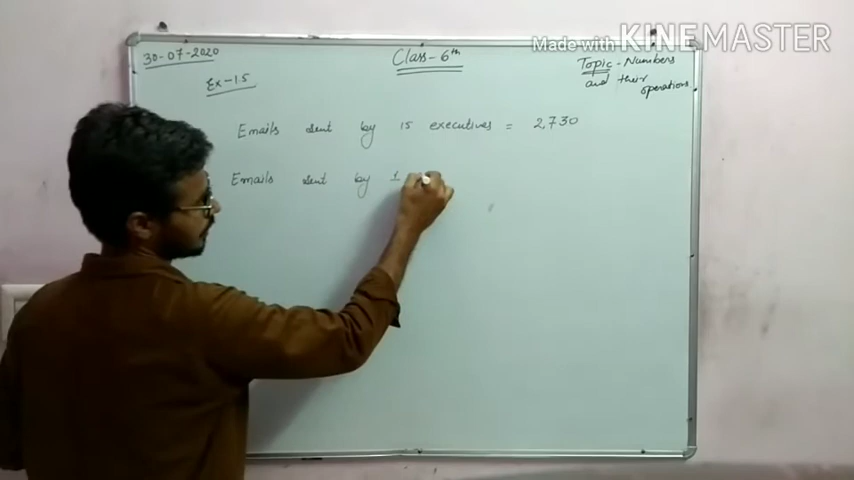 Made with KINEMASTER
30-07-2020
Class-6th
Topic - Numbers
and their
operations
Ex-1.5
Emails sent by 15 executives = 2,730
Emails sent by 1